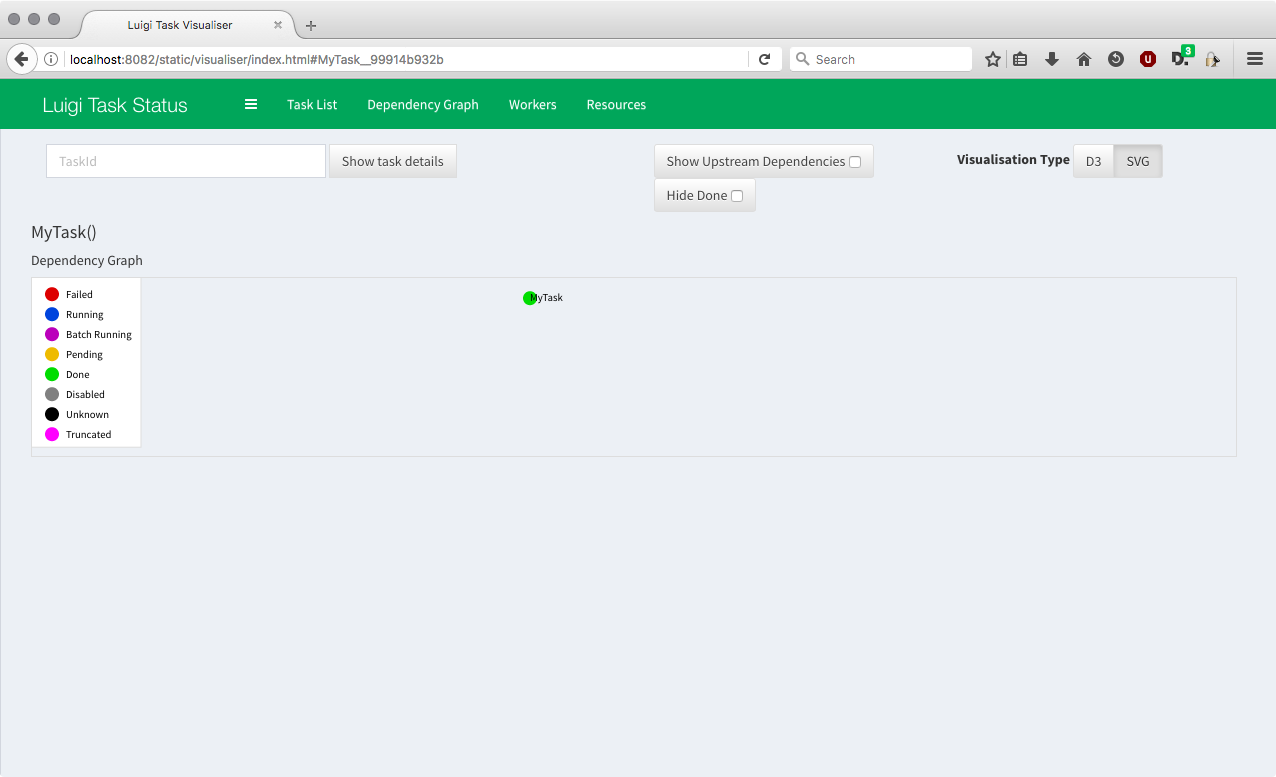 Luigi Task Visualiser
localhost:8082/static/visualiser/index.html#MyTask__99914b932b
Search
3
Luigi Task Status
Task List
Dependency Graph
Workers
Resources
TaskId
Show task details
Show Upstream Dependencies
Hide Done
Visualisation Type
D3
SVG
MyTask()
Dependency Graph
Failed
Running
Batch Running
Pending
Done
Disabled
Unknown
Truncated
MyTask